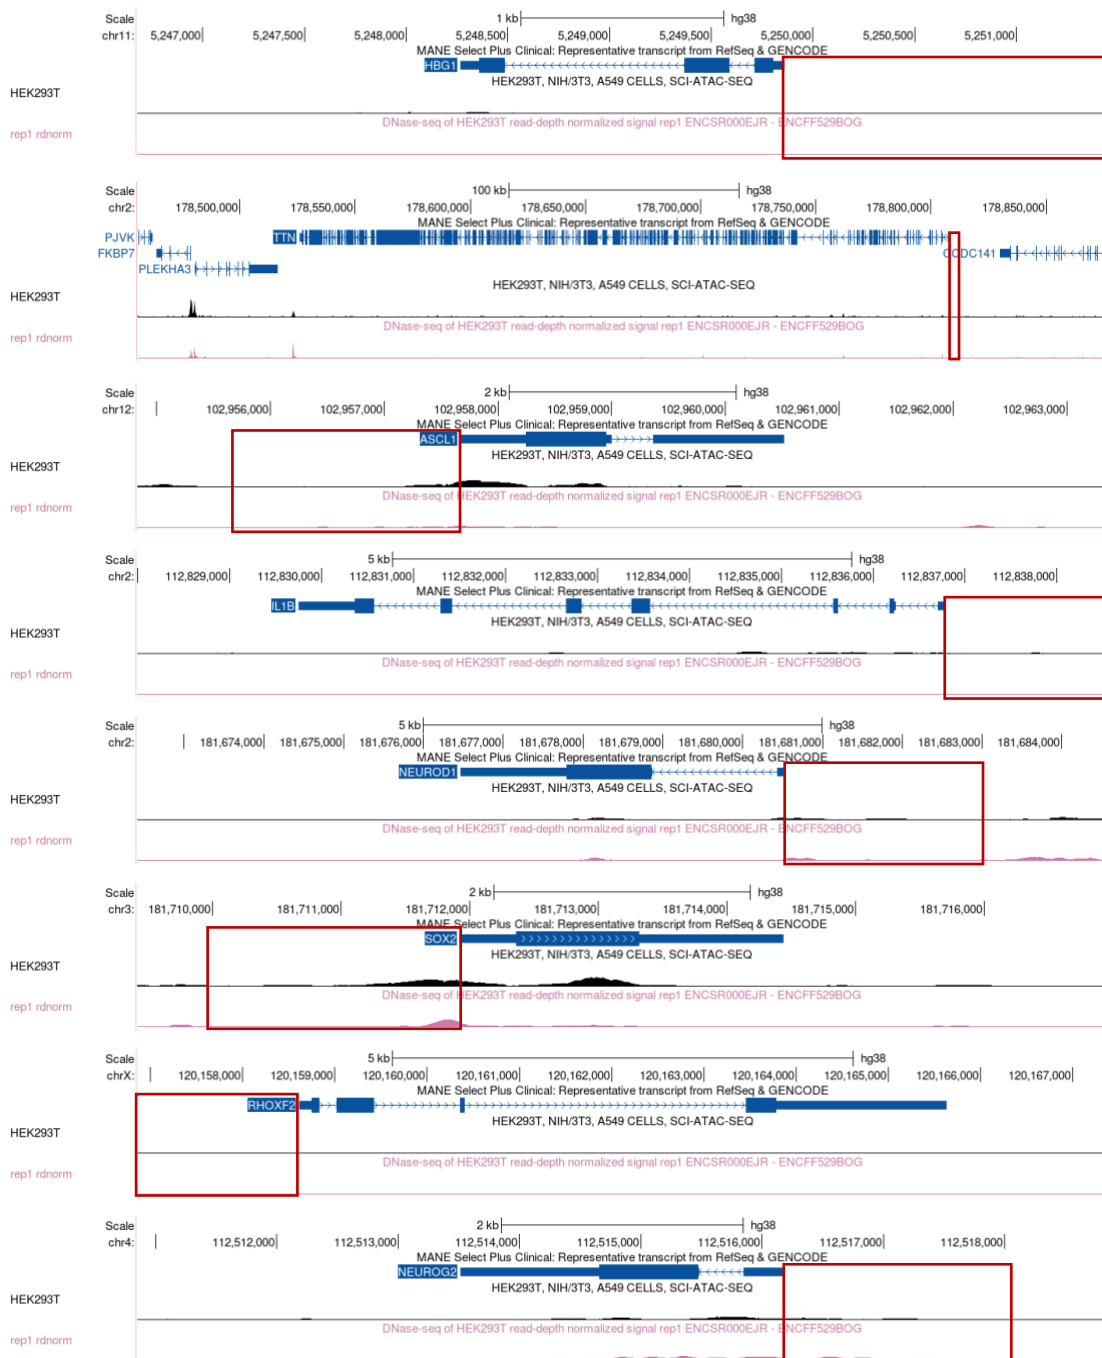 Scale 1 kb hg38
chr11: 5,247,000 5,247,500 5,248,000 5,248,500 5,249,000 5,249,500 5,250,000 5,250,500 5,251,000
MANE Select Plus Clinical: Representative transcript from RefSeq & GENCODE
HBG1
HEK293T, NIH/3T3, A549 CELLS, SCI-ATAC-SEQ
HEK293T
DNase-seq of HEK293T read-depth normalized signal rep1 ENCSR000EJR - ENCFF529BOG
rep1 rdnorm
Scale 100 kb hg38
chr2: 178,500,000 178,550,000 178,600,000 178,650,000 178,700,000 178,750,000 178,800,000 178,850,000
MANE Select Plus Clinical: Representative transcript from RefSeq & GENCODE
PJVK TTN
FKBP7 CCDC141
PLEKHA3
HEK293T, NIH/3T3, A549 CELLS, SCI-ATAC-SEQ
HEK293T
DNase-seq of HEK293T read-depth normalized signal rep1 ENCSR000EJR - ENCFF529BOG
rep1 rdnorm
Scale 2 kb hg38
chr12: 102,956,000 102,957,000 102,958,000 102,959,000 102,960,000 102,961,000 102,962,000 102,963,000
MANE Select Plus Clinical: Representative transcript from RefSeq & GENCODE
ASCL1
HEK293T, NIH/3T3, A549 CELLS, SCI-ATAC-SEQ
HEK293T
DNase-seq of HEK293T read-depth normalized signal rep1 ENCSR000EJR - ENCFF529BOG
rep1 rdnorm
Scale 5 kb hg38
chr2: 112,829,000 112,830,000 112,831,000 112,832,000 112,833,000 112,834,000 112,835,000 112,836,000 112,837,000 112,838,000
MANE Select Plus Clinical: Representative transcript from RefSeq & GENCODE
IL1B
HEK293T, NIH/3T3, A549 CELLS, SCI-ATAC-SEQ
HEK293T
DNase-seq of HEK293T read-depth normalized signal rep1 ENCSR000EJR - ENCFF529BOG
rep1 rdnorm
Scale 5 kb hg38
chr2: 181,674,000 181,675,000 181,676,000 181,677,000 181,678,000 181,679,000 181,680,000 181,681,000 181,682,000 181,683,000 181,684,000
MANE Select Plus Clinical: Representative transcript from RefSeq & GENCODE
NEUROD1
HEK293T, NIH/3T3, A549 CELLS, SCI-ATAC-SEQ
HEK293T
DNase-seq of HEK293T read-depth normalized signal rep1 ENCSR000EJR - ENCFF529BOG
rep1 rdnorm
Scale 2 kb hg38
chr3: 181,710,000 181,711,000 181,712,000 181,713,000 181,714,000 181,715,000 181,716,000
MANE Select Plus Clinical: Representative transcript from RefSeq & GENCODE
SOX2
HEK293T, NIH/3T3, A549 CELLS, SCI-ATAC-SEQ
HEK293T
DNase-seq of HEK293T read-depth normalized signal rep1 ENCSR000EJR - ENCFF529BOG
rep1 rdnorm
Scale 5 kb hg38
chrX: 120,158,000 120,159,000 120,160,000 120,161,000 120,162,000 120,163,000 120,164,000 120,165,000 120,166,000 120,167,000
MANE Select Plus Clinical: Representative transcript from RefSeq & GENCODE
RHOXF2
HEK293T, NIH/3T3, A549 CELLS, SCI-ATAC-SEQ
HEK293T
DNase-seq of HEK293T read-depth normalized signal rep1 ENCSR000EJR - ENCFF529BOG
rep1 rdnorm
Scale 2 kb hg38
chr4: 112,512,000 112,513,000 112,514,000 112,515,000 112,516,000 112,517,000 112,518,000
MANE Select Plus Clinical: Representative transcript from RefSeq & GENCODE
NEUROG2
HEK293T, NIH/3T3, A549 CELLS, SCI-ATAC-SEQ
HEK293T
DNase-seq of HEK293T read-depth normalized signal rep1 ENCSR000EJR - ENCFF529BOG
rep1 rdnorm